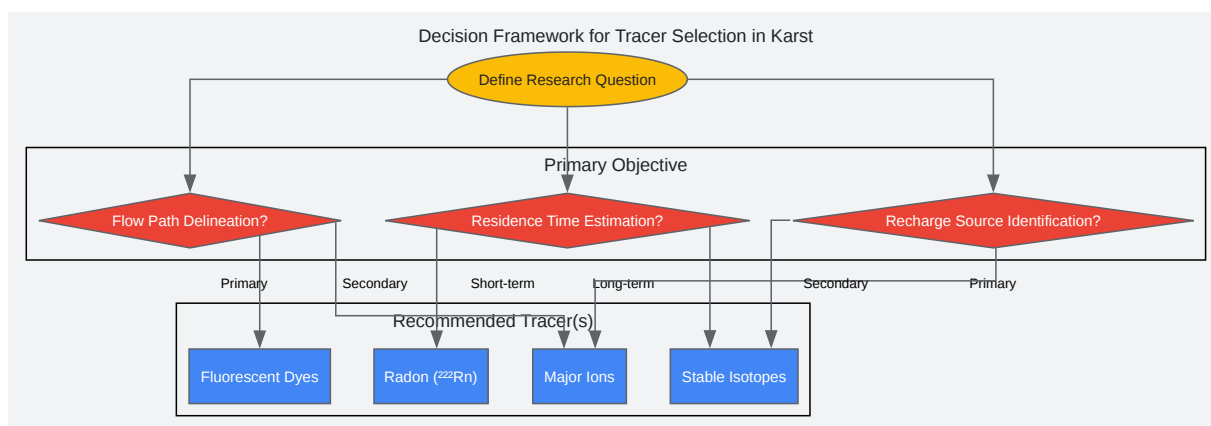 Decision Framework for Tracer Selection in Karst
Define Research Question
Primary Objective
Flow Path Delineation?
Residence Time Estimation?
Recharge Source Identification?
Primary
Secondary
Short-term
Long-term
Secondary
Primary
Recommended Tracer(s)
Fluorescent Dyes
Radon (²²²Rn)
Major Ions
Stable Isotopes